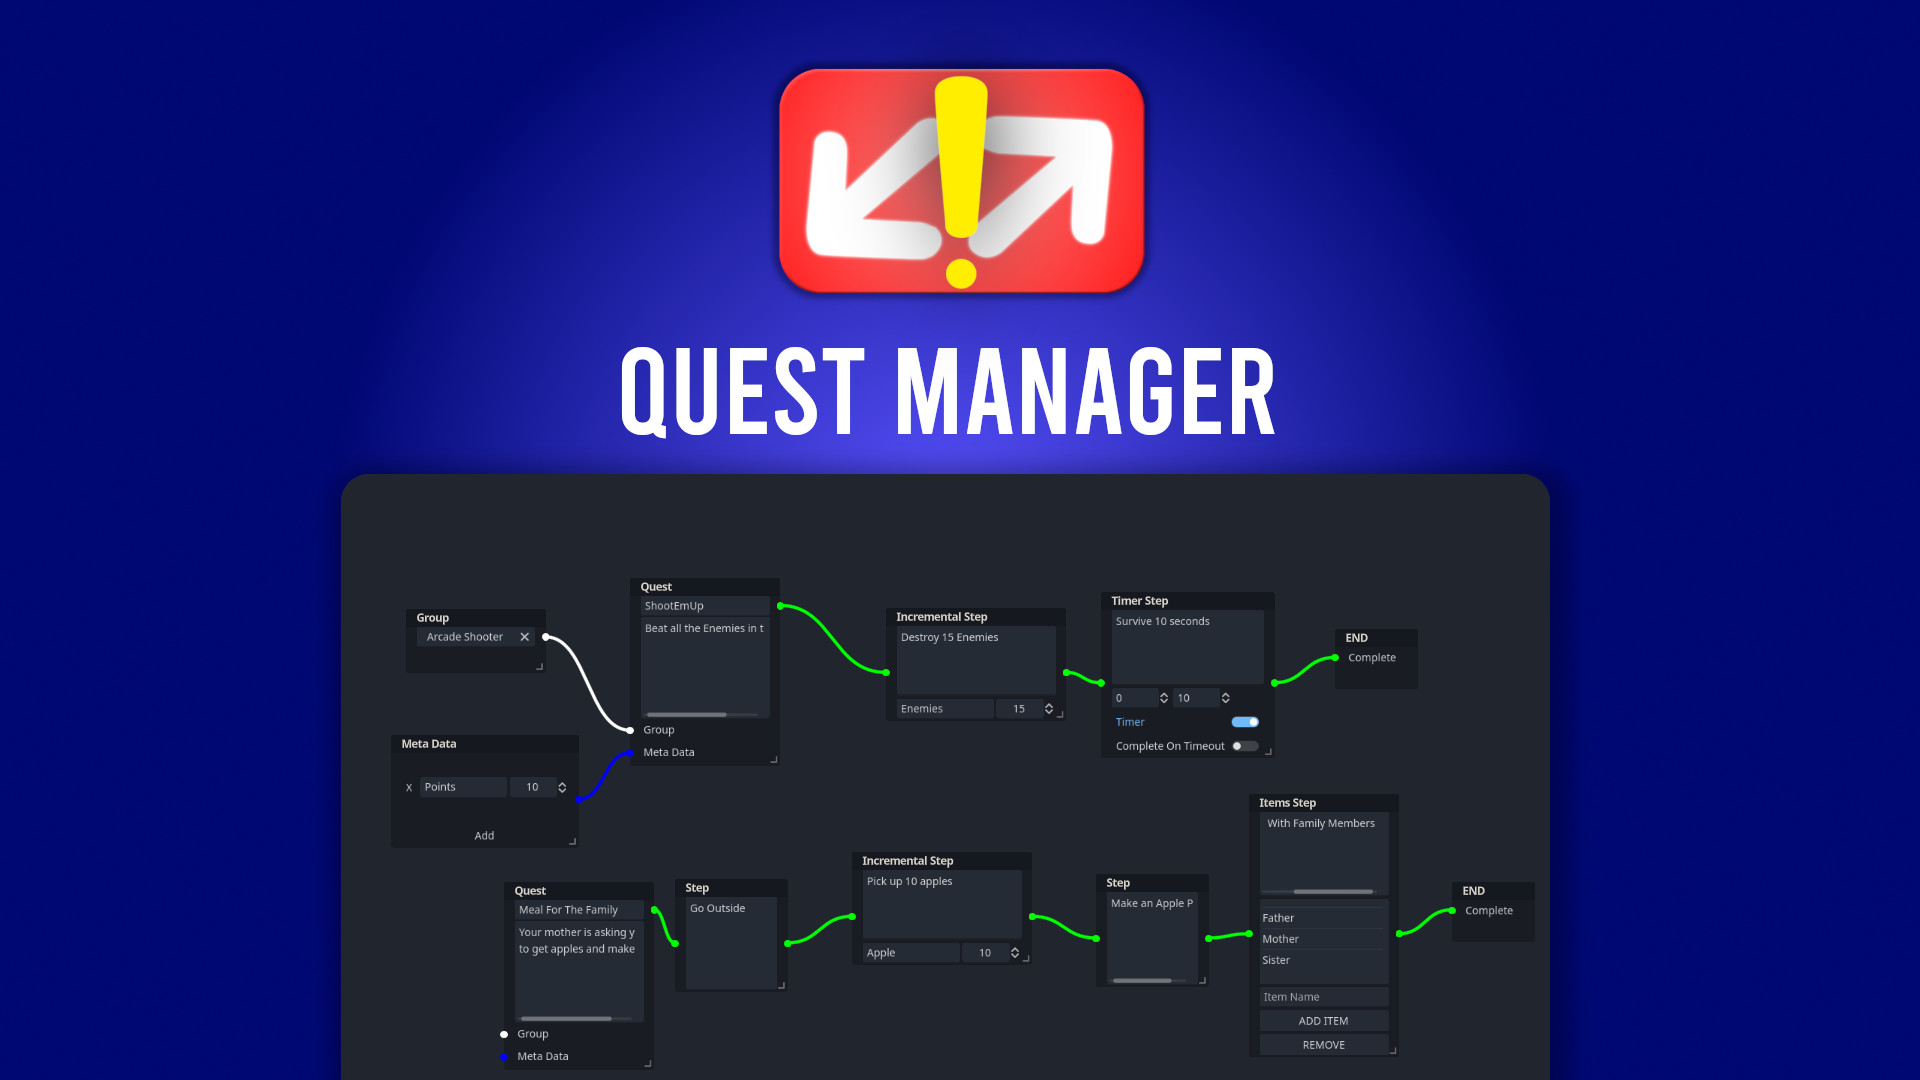 QUEST MANAGER
Group
Arcade Shooter
Meta Data
X Points 10
Add
Quest
ShootEmUp
Beat all the Enemies in t
Group
Meta Data
Incremental Step
Destroy 15 Enemies
Enemies 15
Timer Step
Survive 10 seconds
0 10
Timer
Complete On Timeout
END
Complete
Quest
Meal For The Family
Your mother is asking y
to get apples and make
Group
Meta Data
Step
Go Outside
Incremental Step
Pick up 10 apples
Apple 10
Step
Make an Apple P
Items Step
With Family Members
Father
Mother
Sister
Item Name
ADD ITEM
REMOVE
END
Complete